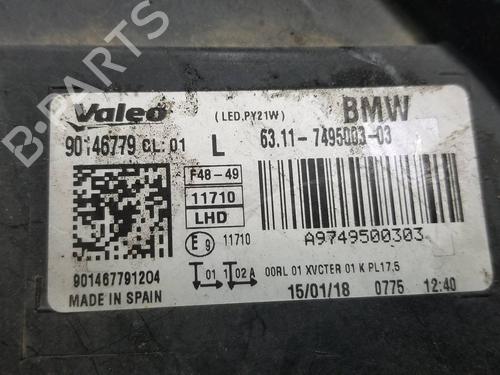 B-PARTS
Valeo
(LED.PY21W)
BMW
90146779 CL:01
L
63.11-7495003-03
F48-49
11710
LHD
E9 11710
A9749500303
01 02A
00RL 01 XVCTER 01 K PL17,5
901467791204
MADE IN SPAIN
15/01/18 0775 12:40